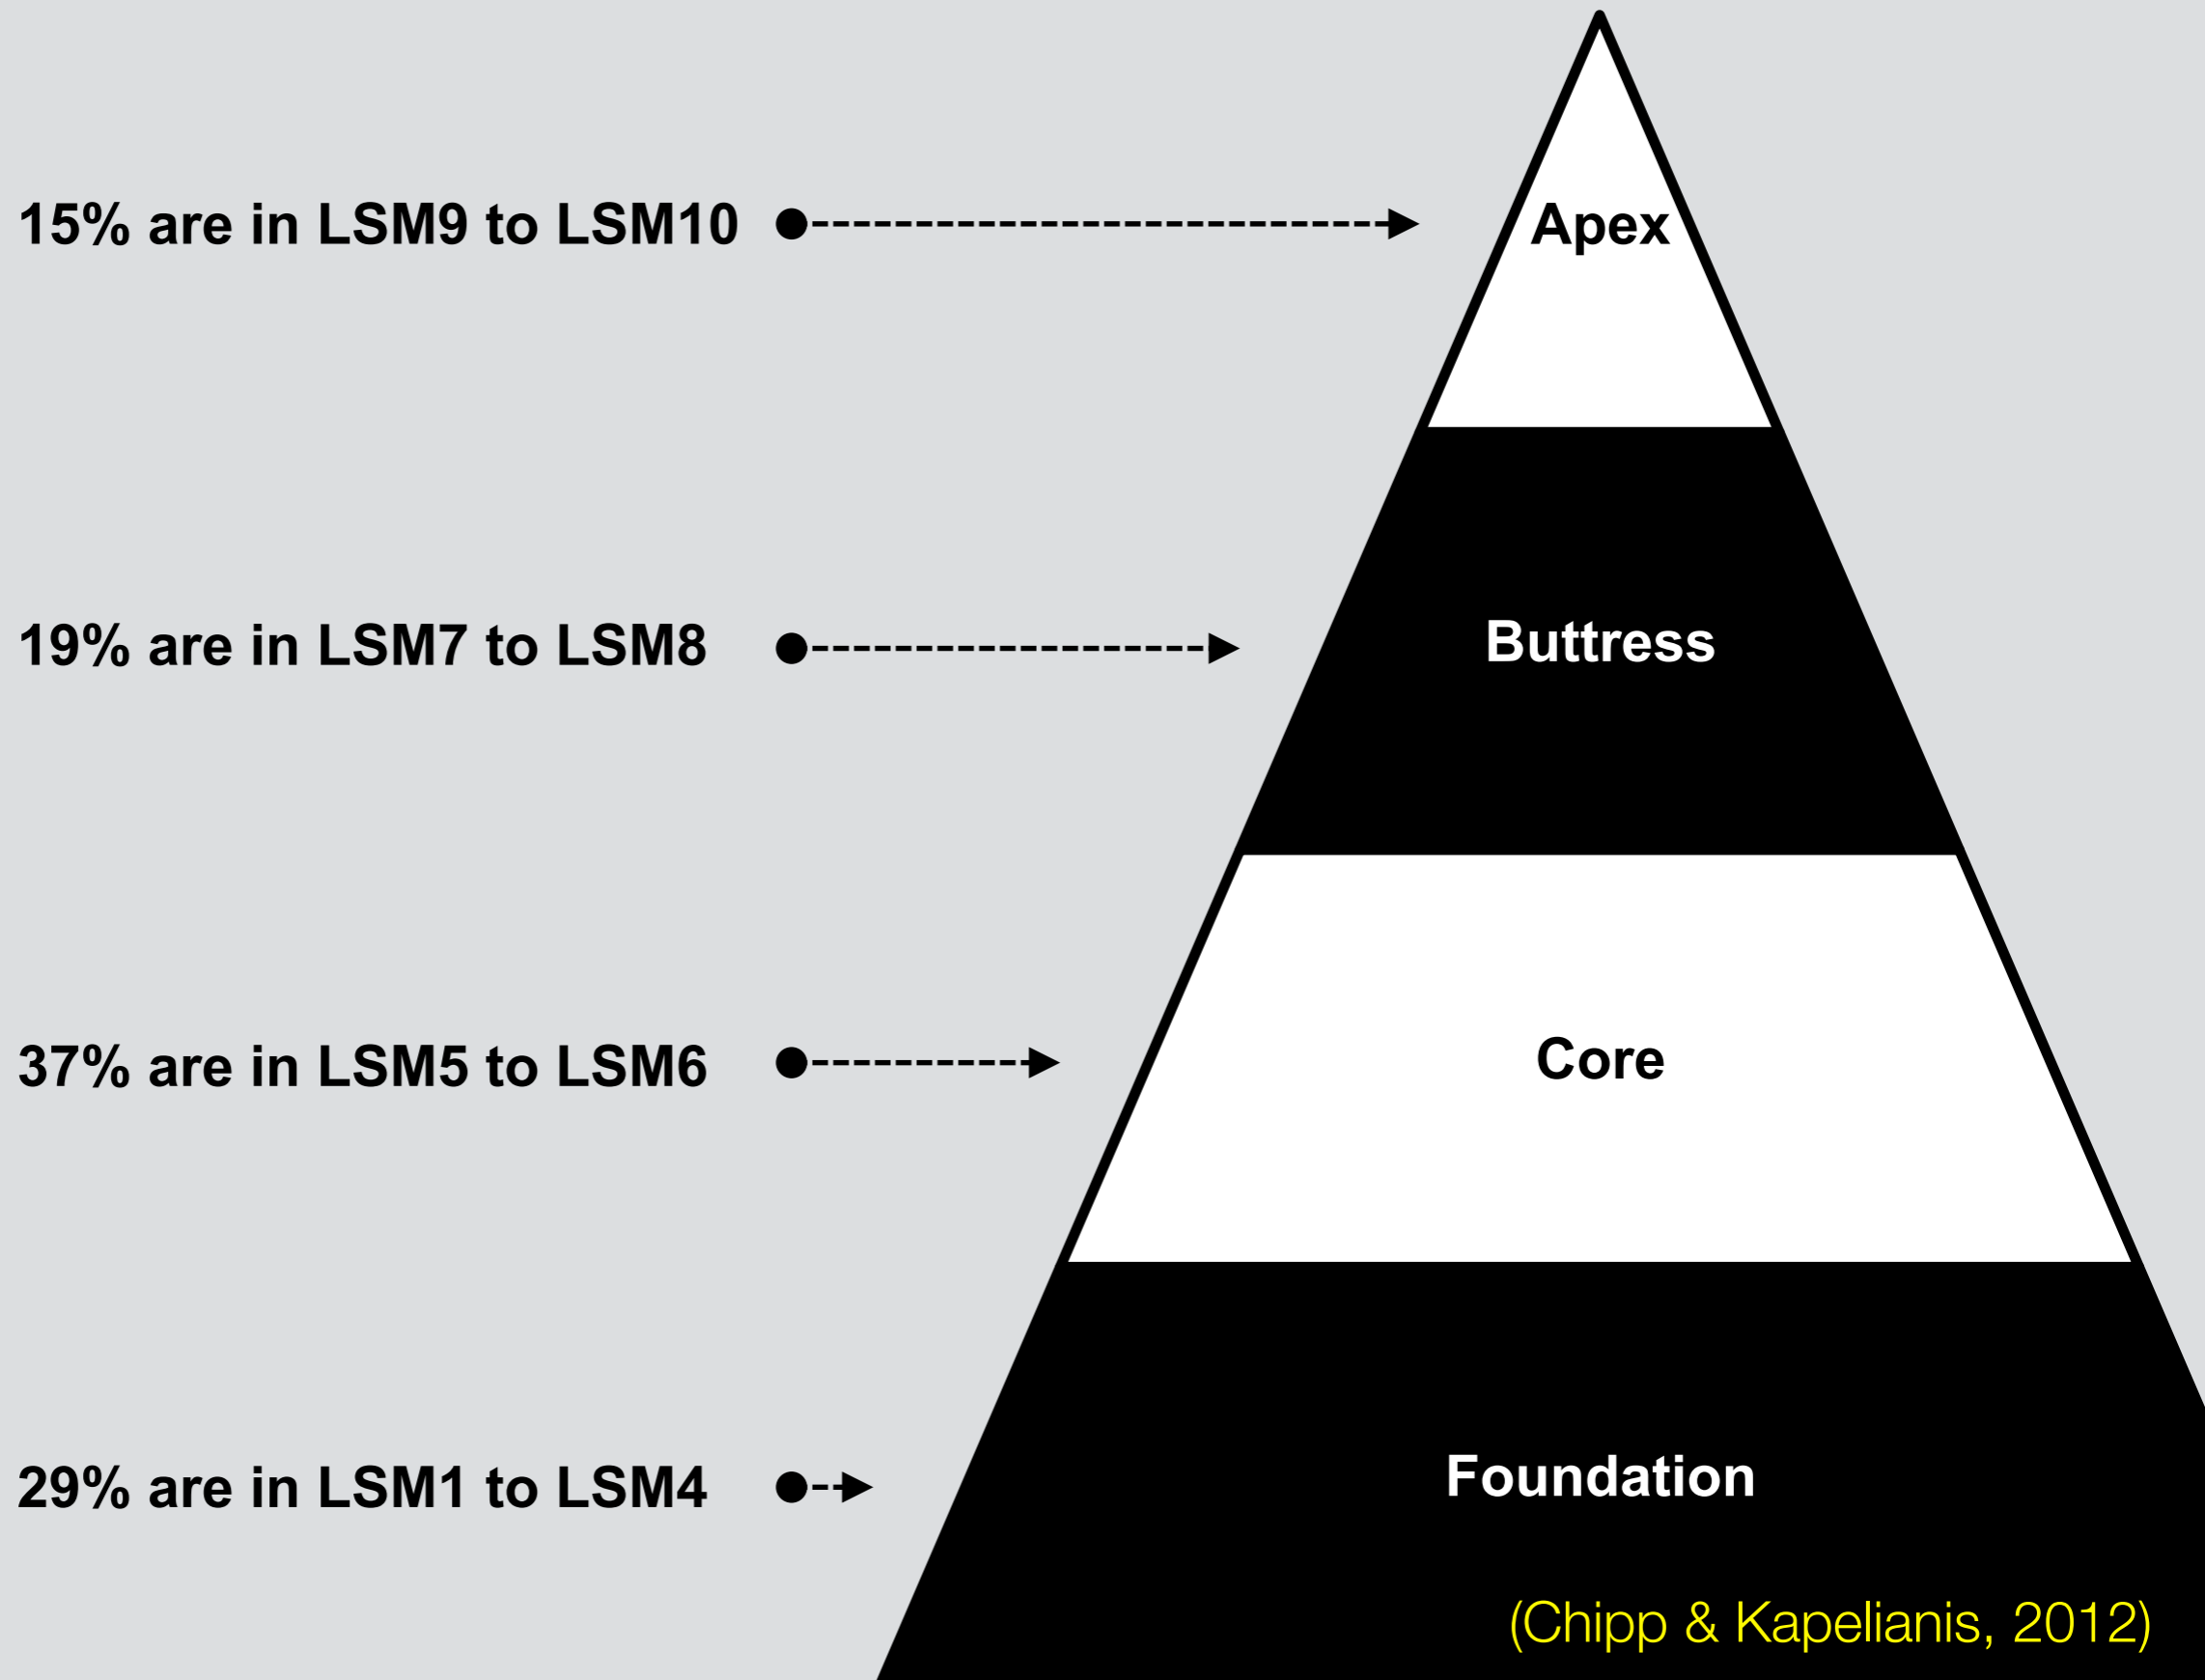 15% are in LSM9 to LSM10
Apex
19% are in LSM7 to LSM8
Buttress
37% are in LSM5 to LSM6
Core
29% are in LSM1 to LSM4
Foundation
(Chipp & Kapelianis, 2012)